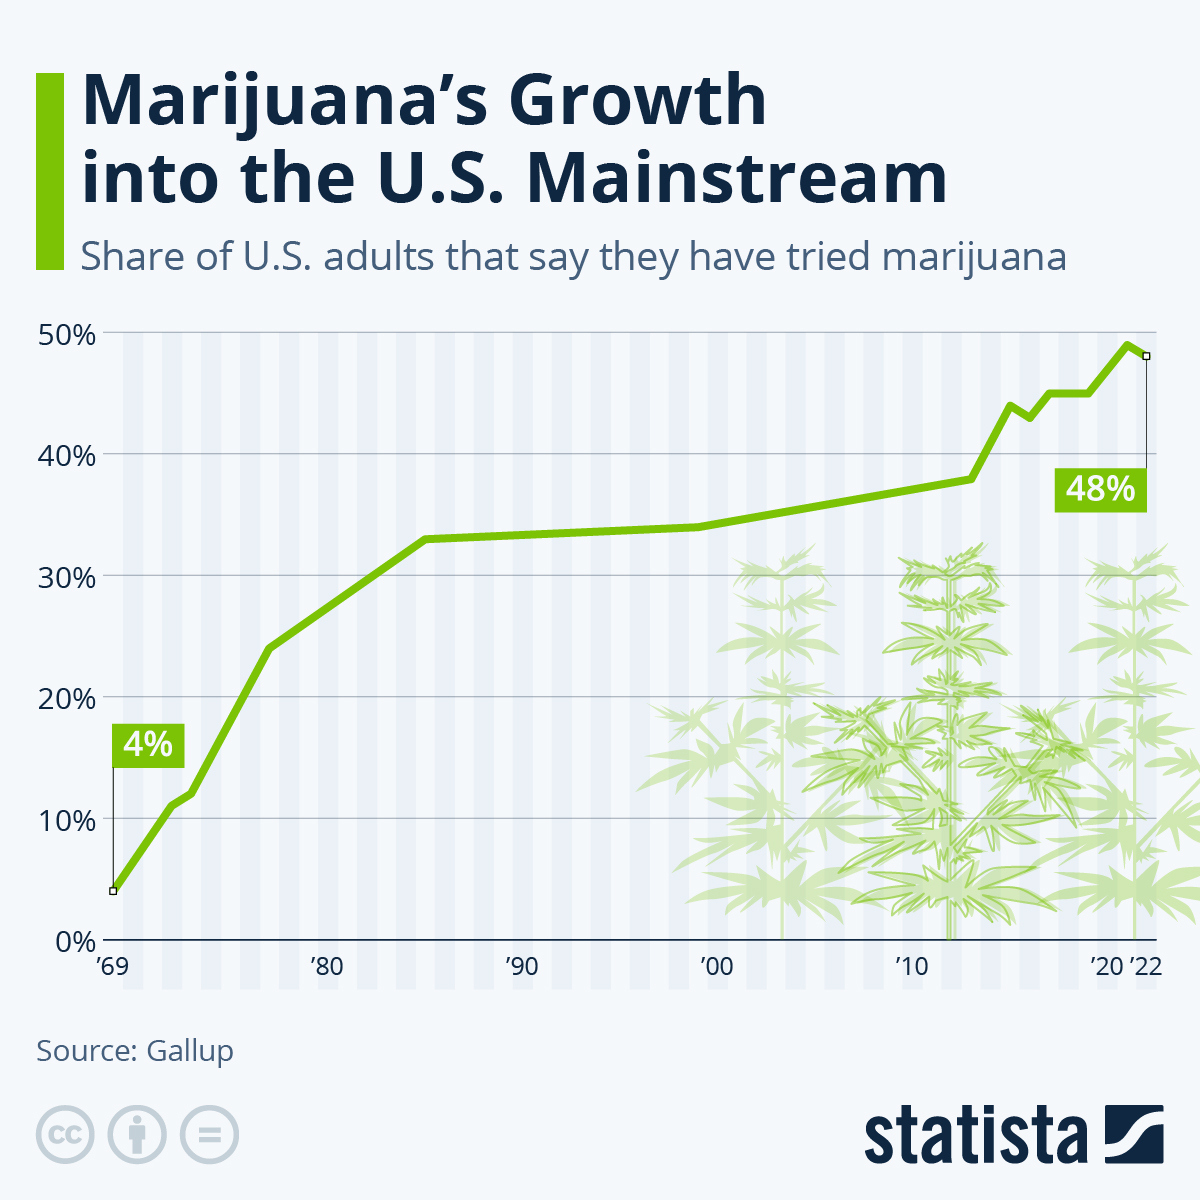 Marijuana’s Growth
into the U.S. Mainstream
Share of U.S. adults that say they have tried marijuana
50%
40%
48%
30%
20%
4%
10%
0%
’69 ’80 ’90 ’00 ’10 ’20 ’22
Source: Gallup
cc
statista